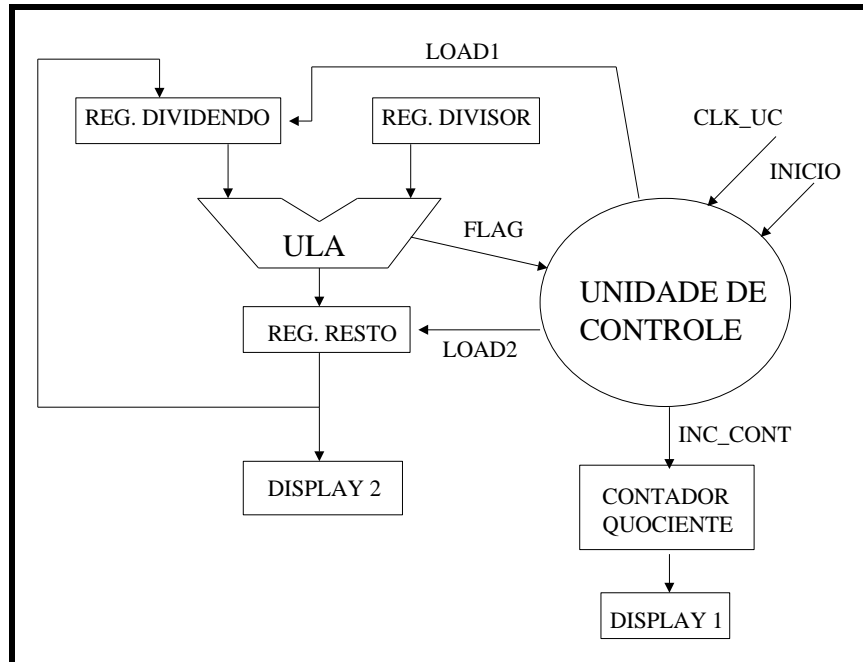 LOAD1
REG. DIVIDENDO
REG. DIVISOR
CLK_UC
INICIO
FLAG
ULA
UNIDADE DE
CONTROLE
REG. RESTO
LOAD2
INC_CONT
DISPLAY 2
CONTADOR
QUOCIENTE
DISPLAY 1